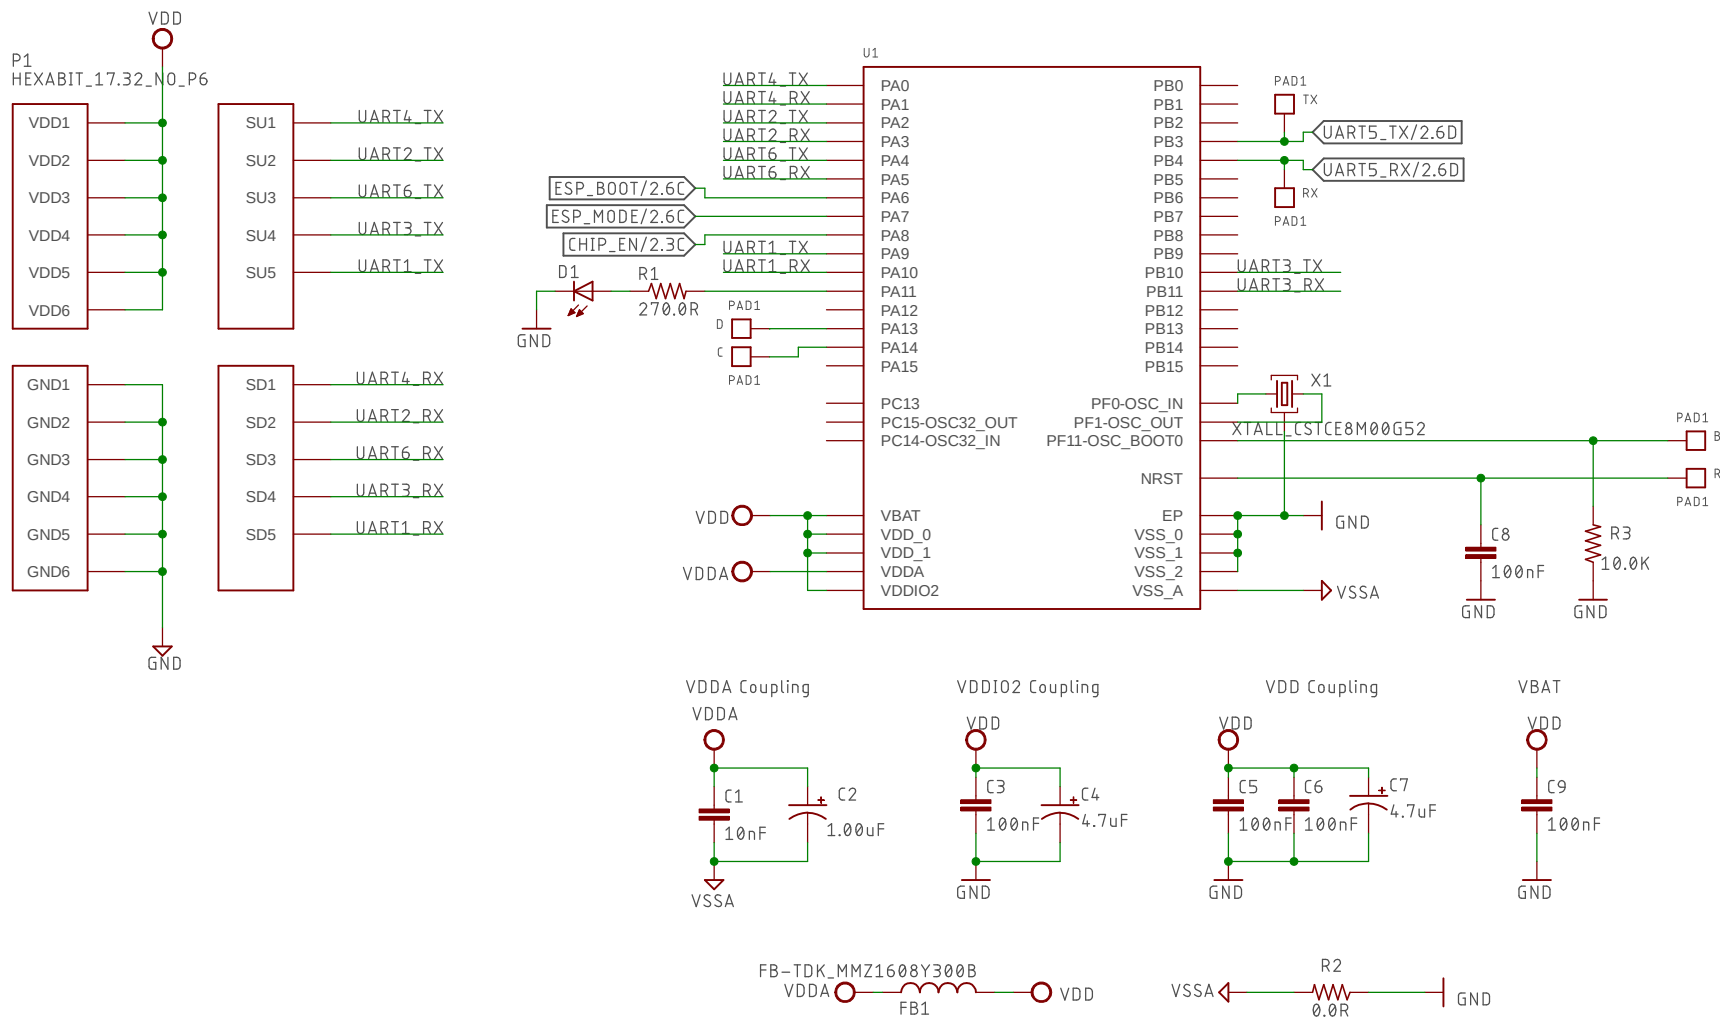 VDD
P1
HEXABIT_17.32_NO_P6
VDD1
VDD2
VDD3
VDD4
VDD5
VDD6
SU1 UART4_TX
SU2 UART2_TX
SU3 UART6_TX
SU4 UART3_TX
SU5 UART1_TX
GND1
GND2
GND3
GND4
GND5
GND6
GND
SD1 UART4_RX
SD2 UART2_RX
SD3 UART6_RX
SD4 UART3_RX
SD5 UART1_RX
U1
UART4_TX PA0
UART4_RX PA1
UART2_TX PA2
UART2_RX PA3
UART6_TX PA4
UART6_RX PA5
ESP_BOOT/2.6C PA6
ESP_MODE/2.6C PA7
CHIP_EN/2.3C PA8
UART1_TX PA9
UART1_RX PA10
D1 R1 PA11
270.0R
GND
PA12
PAD1
D PA13
C PA14
PAD1
PA15
PC13
PC15-OSC32_OUT
PC14-OSC32_IN
VDD VBAT
VDD_0
VDD_1
VDDA VDDA
VDDIO2
PB0
PB1
PB2
PB3
PB4
PB5
PB6
PB7
PB8
PB9
PB10 UART3_TX
PB11 UART3_RX
PB12
PB13
PB14
PB15
PAD1
TX
UART5_TX/2.6D
UART5_RX/2.6D
RX
PAD1
PF0-OSC_IN
PF1-OSC_OUT
PF11-OSC_BOOT0
X1
XTALL_CSTCE8M00G52
NRST
EP GND
VSS_0
VSS_1
VSS_2
VSS_A VSSA
PAD1
B
R
PAD1
C8
100nF
GND
R3
10.0K
GND
VDDA Coupling
VDDA
C1
10nF
C2
1.00uF
VSSA
VDDIO2 Coupling
VDD
C3
100nF
C4
4.7uF
GND
VDD Coupling
VDD
C5
100nF
C6
100nF
C7
4.7uF
GND
VBAT
VDD
C9
100nF
GND
FB-TDK_MMZ1608Y300B
VDDA VDD
FB1
R2
VSSA GND
0.0R